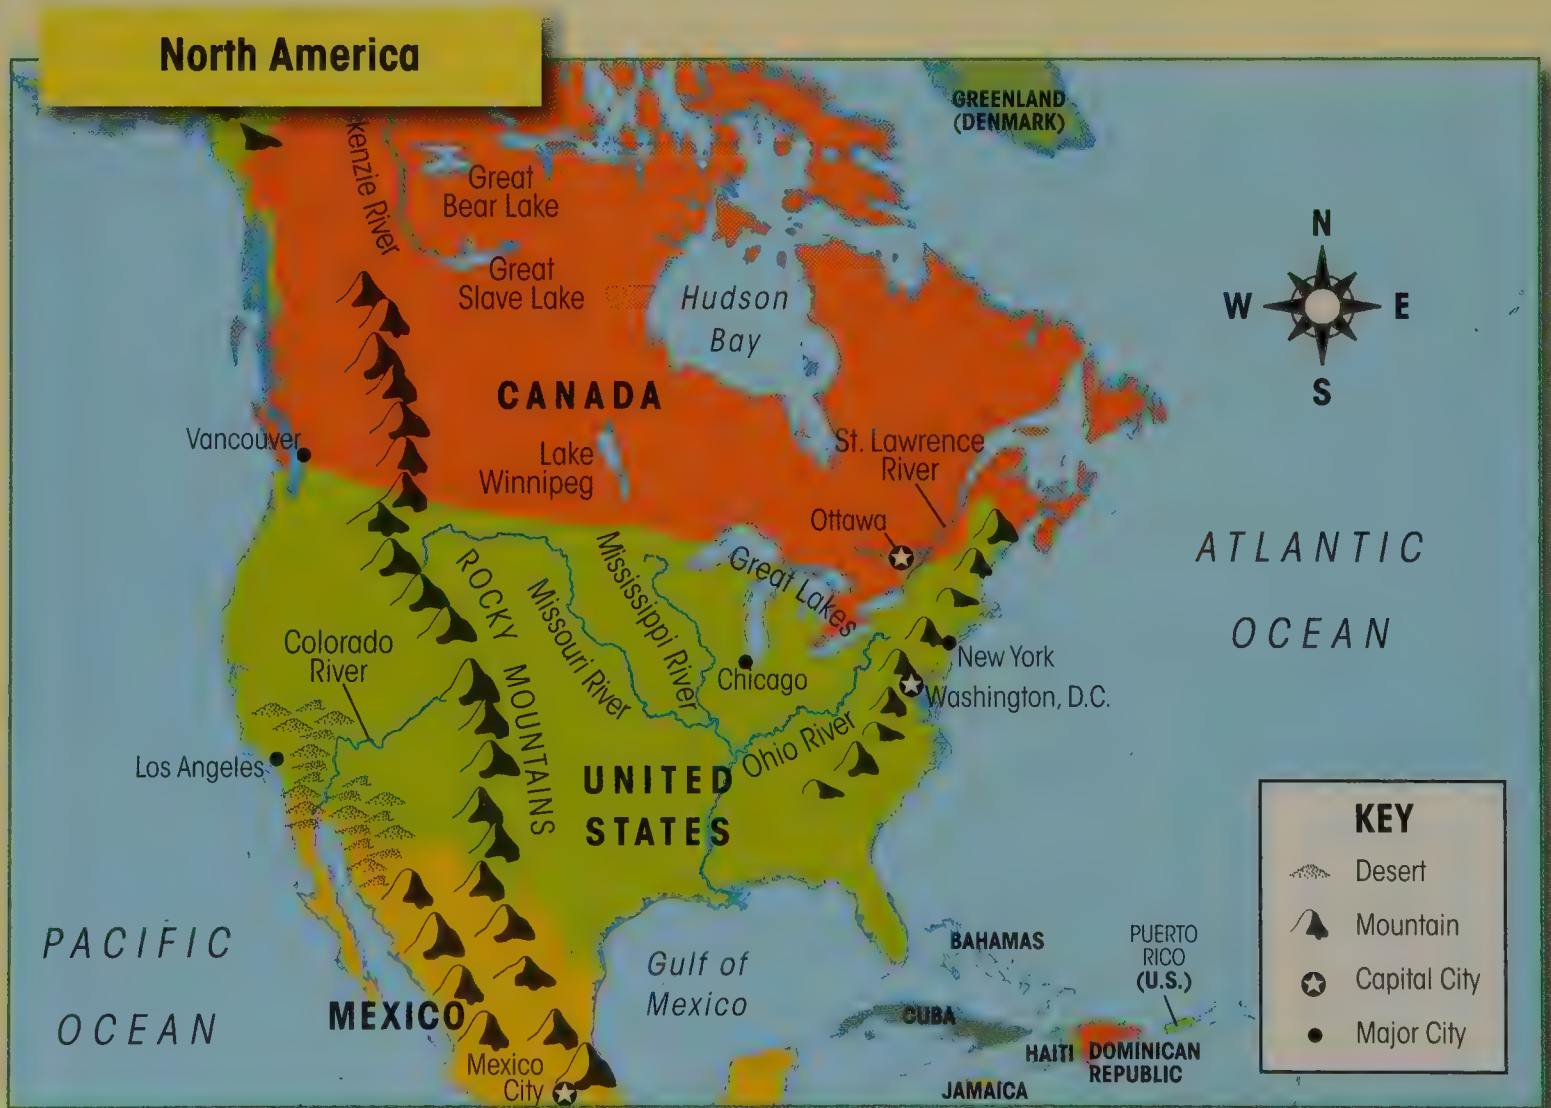 North America
GREENLAND
(DENMARK)
kenzie River
Great
Bear Lake
Great
Slave Lake
Hudson
Bay
N
W
E
S
CANADA
Vancouver
Lake
Winnipeg
St. Lawrence
River
Ottawa
ATLANTIC
OCEAN
Great Lakes
ROCKY MOUNTAINS
Missouri River
Mississippi River
Colorado
River
Chicago
New York
Washington, D.C.
Ohio River
Los Angeles
UNITED
STATES
PACIFIC
OCEAN
MEXICO
Gulf of
Mexico
Mexico
City
BAHAMAS
PUERTO
RICO
(U.S.)
CUBA
HAITI
DOMINICAN
REPUBLIC
JAMAICA
KEY
Desert
Mountain
Capital City
Major City